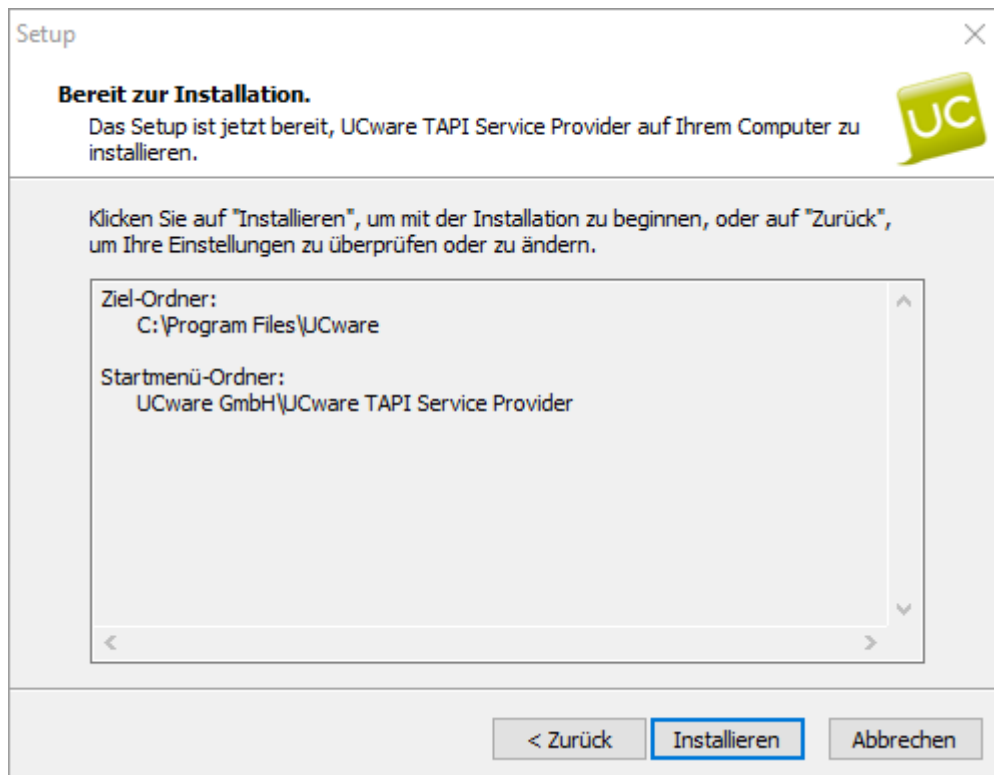 Setup
Bereit zur Installation.
Das Setup ist jetzt bereit, UCware TAPI Service Provider auf Ihrem Computer zu
installieren.
UC
Klicken Sie auf "Installieren", um mit der Installation zu beginnen, oder auf "Zurück",
um Ihre Einstellungen zu überprüfen oder zu ändern.
Ziel-Ordner:
C:\Program Files\UCware
Startmenü-Ordner:
UCware GmbH\UCware TAPI Service Provider
< Zurück
Installieren
Abbrechen